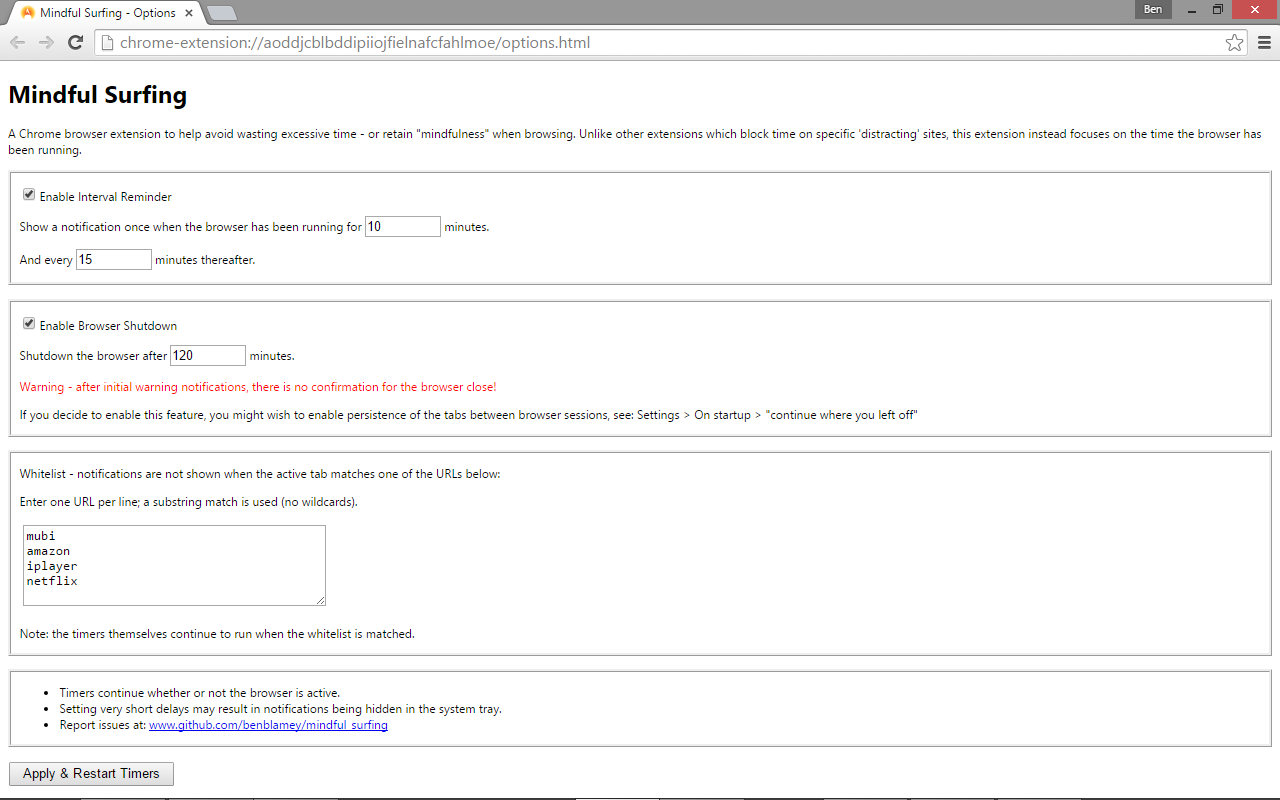 Mindful Surfing - Options
Ben
chrome-extension://aoddjcblbddipiiojfielnafcfahlmoe/options.html
Mindful Surfing
A Chrome browser extension to help avoid wasting excessive time - or retain "mindfulness" when browsing. Unlike other extensions which block time on specific 'distracting' sites, this extension instead focuses on the time the browser has
been running.
Enable Interval Reminder
Show a notification once when the browser has been running for 10 minutes.
And every 15 minutes thereafter.
Enable Browser Shutdown
Shutdown the browser after 120 minutes.
Warning - after initial warning notifications, there is no confirmation for the browser close!
If you decide to enable this feature, you might wish to enable persistence of the tabs between browser sessions, see: Settings > On startup > "continue where you left off"
Whitelist - notifications are not shown when the active tab matches one of the URLs below:
Enter one URL per line; a substring match is used (no wildcards).
mubi
amazon
iplayer
netflix
Note: the timers themselves continue to run when the whitelist is matched.
• Timers continue whether or not the browser is active.
• Setting very short delays may result in notifications being hidden in the system tray.
• Report issues at: www.github.com/benblamey/mindful_surfing
Apply & Restart Timers